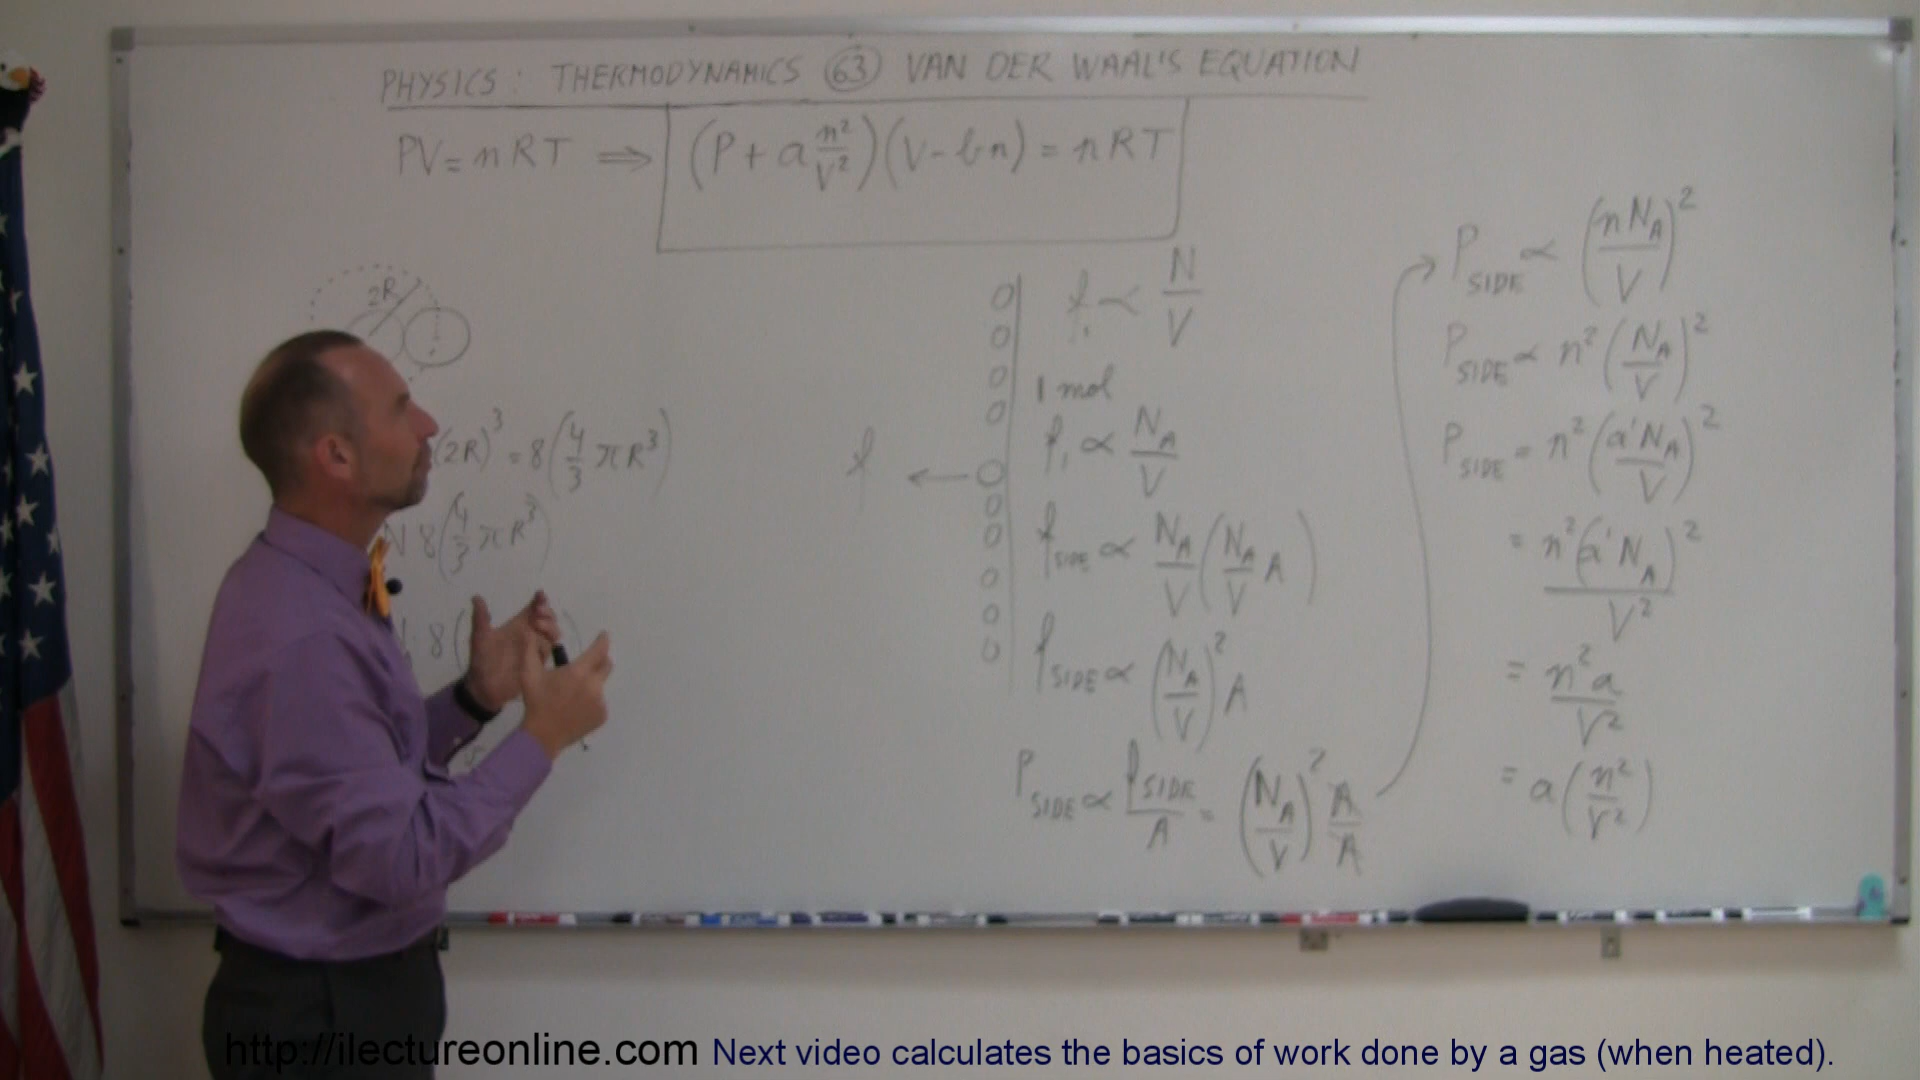 PHYSICS: THERMODYNAMICS 63 VAN DER WAAL'S EQUATION
PV = nRT ⇒ (P + a n²/V²)(V - bn) = nRT
2R
(2R)³ = 8(4/3 πR³)
N 8(4/3 πR³)
8(
f ←
f₁ ∝ N/V
1 mol
f₁ ∝ N_A/V
f_SIDE ∝ N_A/V (N_A/V A)
f_SIDE ∝ (N_A/V)² A
P_SIDE ∝ f_SIDE/A = (N_A/V)² A/A
P_SIDE ∝ (nN_A/V)²
P_SIDE ∝ n² (N_A/V)²
P_SIDE = n² (a'N_A/V)²
= n²(a'N_A)²/V²
= n²a/V²
= a(n²/V²)
http://ilectureonline.com Next video calculates the basics of work done by a gas (when heated).